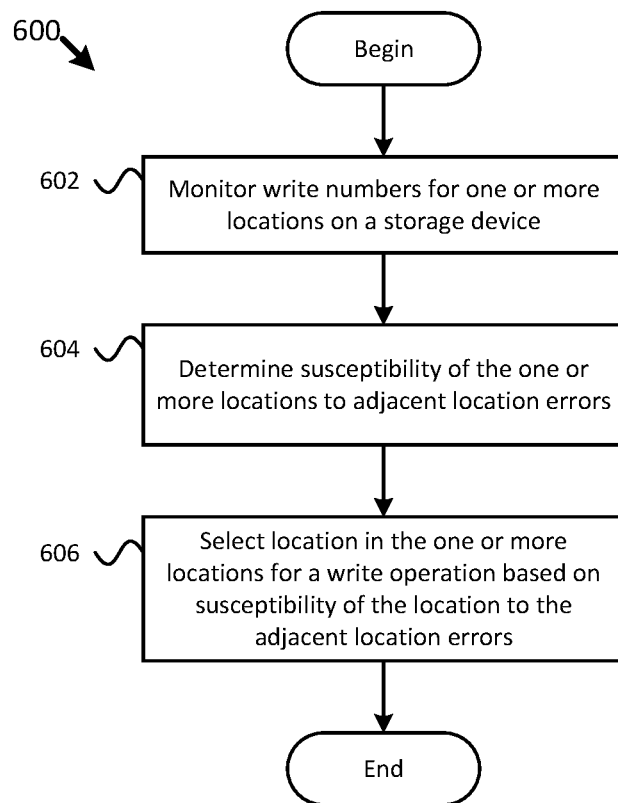 600
Begin
602
Monitor write numbers for one or more
locations on a storage device
604
Determine susceptibility of the one or
more locations to adjacent location errors
606
Select location in the one or more
locations for a write operation based on
susceptibility of the location to the
adjacent location errors
End